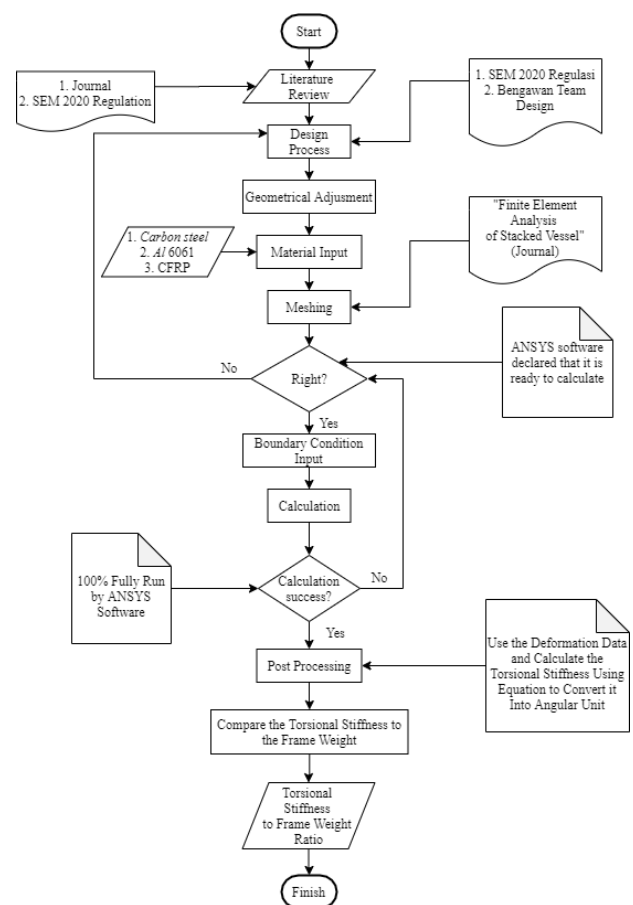 Start
1. Journal
2. SEM 2020 Regulation
Literature
Review
1. SEM 2020 Regulasi
2. Bengawan Team
Design
Design
Process
Geometrical Adjusment
1. Carbon steel
2. Al 6061
3. CFRP
Material Input
"Finite Element
Analysis
of Stacked Vessel"
(Journal)
Meshing
ANSYS software
declared that it is
ready to calculate
No
Right?
Yes
Boundary Condition
Input
Calculation
100% Fully Run
by ANSYS
Software
Calculation
success?
No
Yes
Post Processing
Use the Deformation Data
and Calculate the
Torsional Stiffness Using
Equation to Convert it
Into Angular Unit
Compare the Torsional Stiffness to
the Frame Weight
Torsional
Stiffness
to Frame Weight
Ratio
Finish